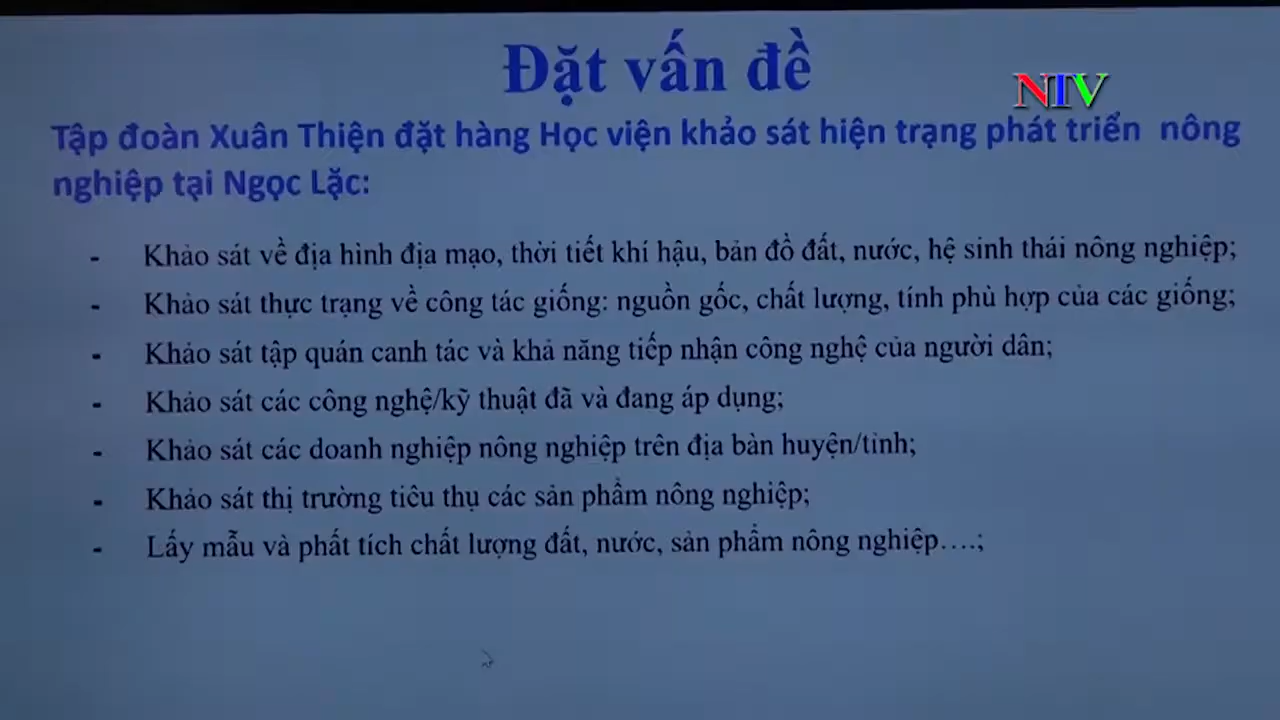 Đặt vấn đề
NTV
Tập đoàn Xuân Thiện đặt hàng Học viện khảo sát hiện trạng phát triển nông
nghiệp tại Ngọc Lặc:
- Khảo sát về địa hình địa mạo, thời tiết khí hậu, bản đồ đất, nước, hệ sinh thái nông nghiệp;
- Khảo sát thực trạng về công tác giống: nguồn gốc, chất lượng, tính phù hợp của các giống;
- Khảo sát tập quán canh tác và khả năng tiếp nhận công nghệ của người dân;
- Khảo sát các công nghệ/kỹ thuật đã và đang áp dụng;
- Khảo sát các doanh nghiệp nông nghiệp trên địa bàn huyện/tỉnh;
- Khảo sát thị trường tiêu thụ các sản phẩm nông nghiệp;
- Lấy mẫu và phất tích chất lượng đất, nước, sản phẩm nông nghiệp….;